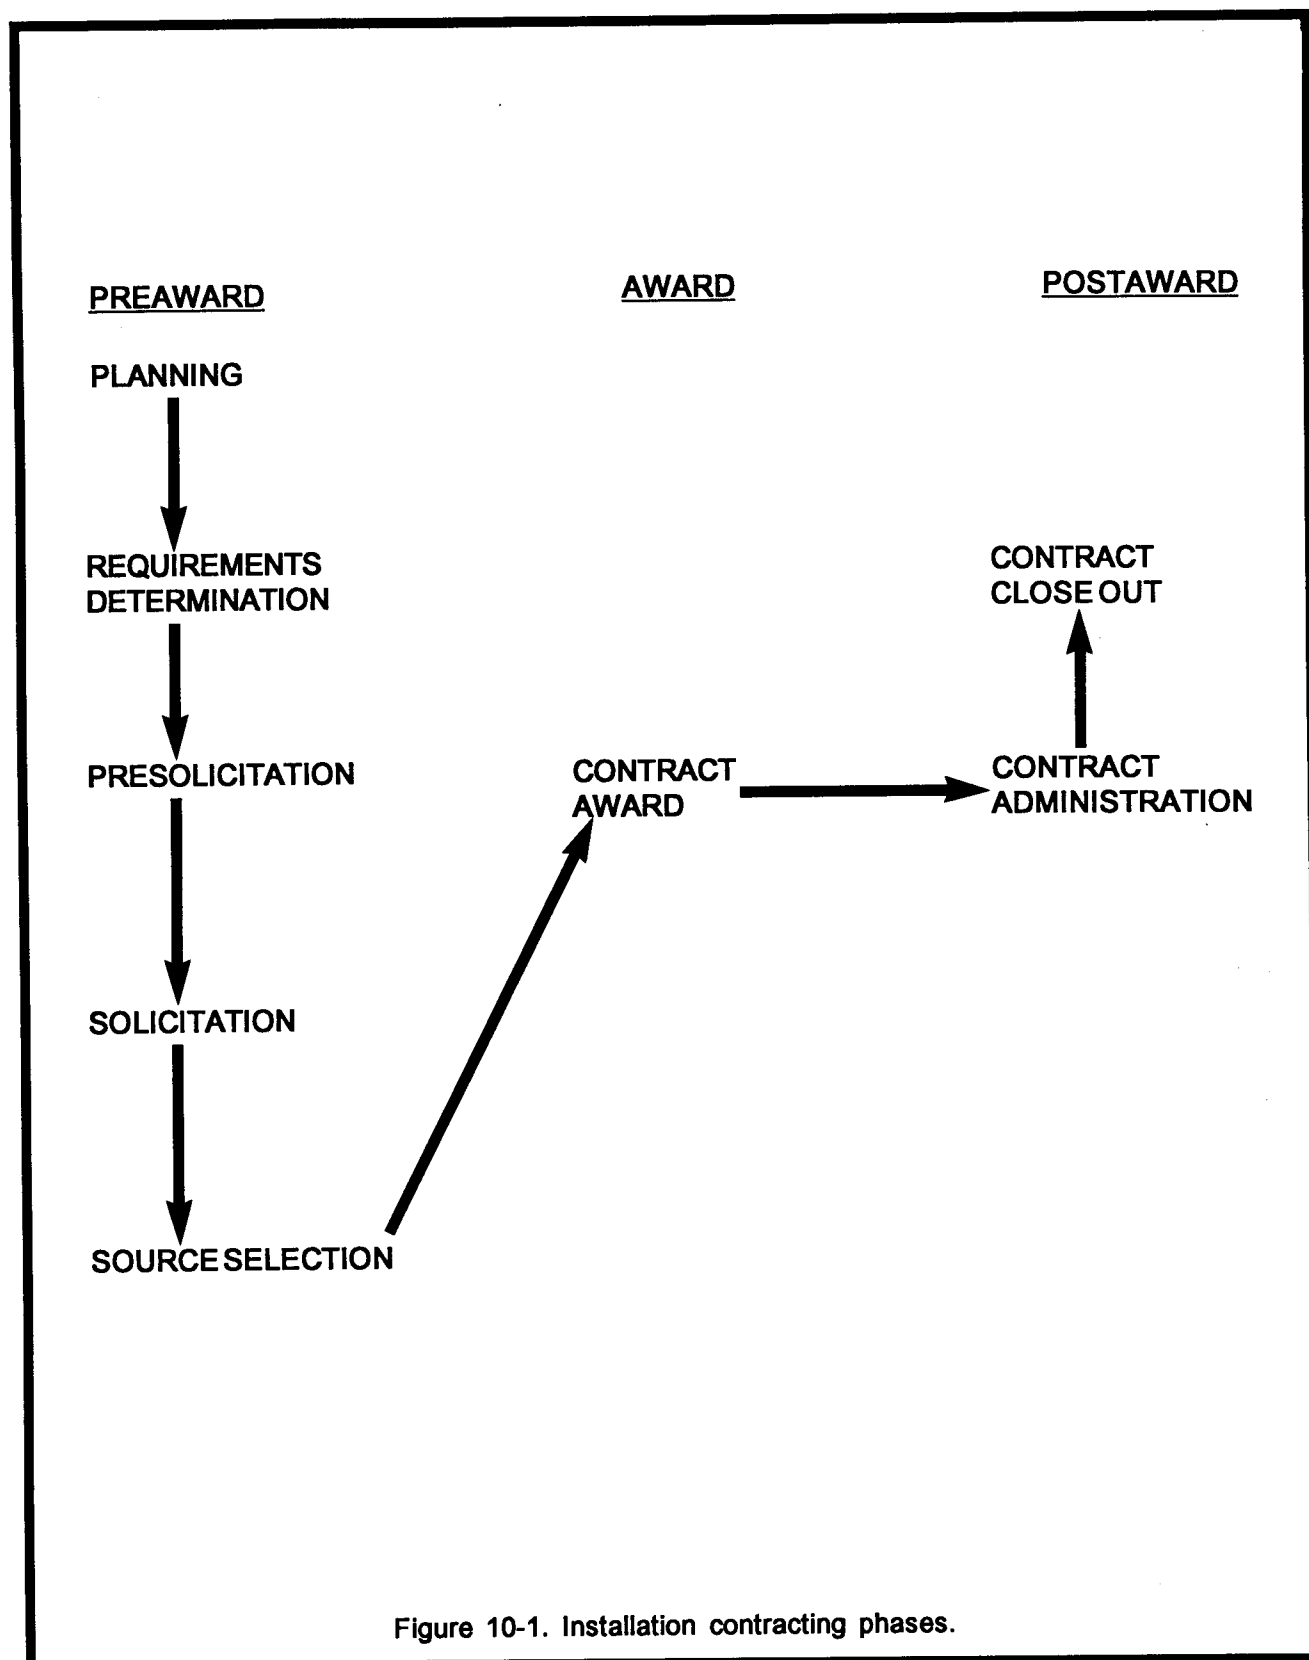 PREAWARD
PLANNING
REQUIREMENTS
DETERMINATION
PRESOLICITATION
SOLICITATION
SOURCE SELECTION
AWARD
CONTRACT
AWARD
POSTAWARD
CONTRACT
CLOSE OUT
CONTRACT
ADMINISTRATION
Figure 10-1. Installation contracting phases.